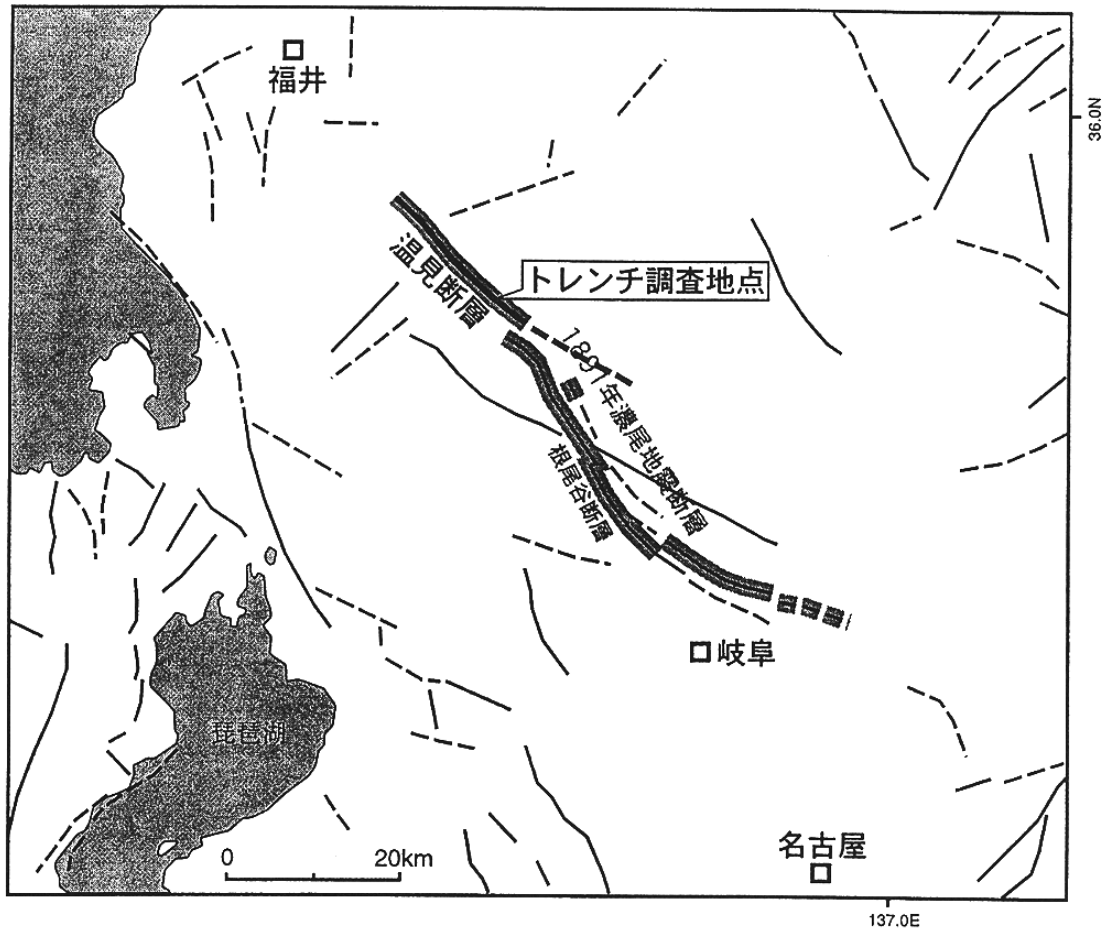 福井
36.0N
温見断層
トレンチ調査地点
1891年濃尾地震断層
根尾谷断層
岐阜
琵琶湖
0 20km
名古屋
137.0E